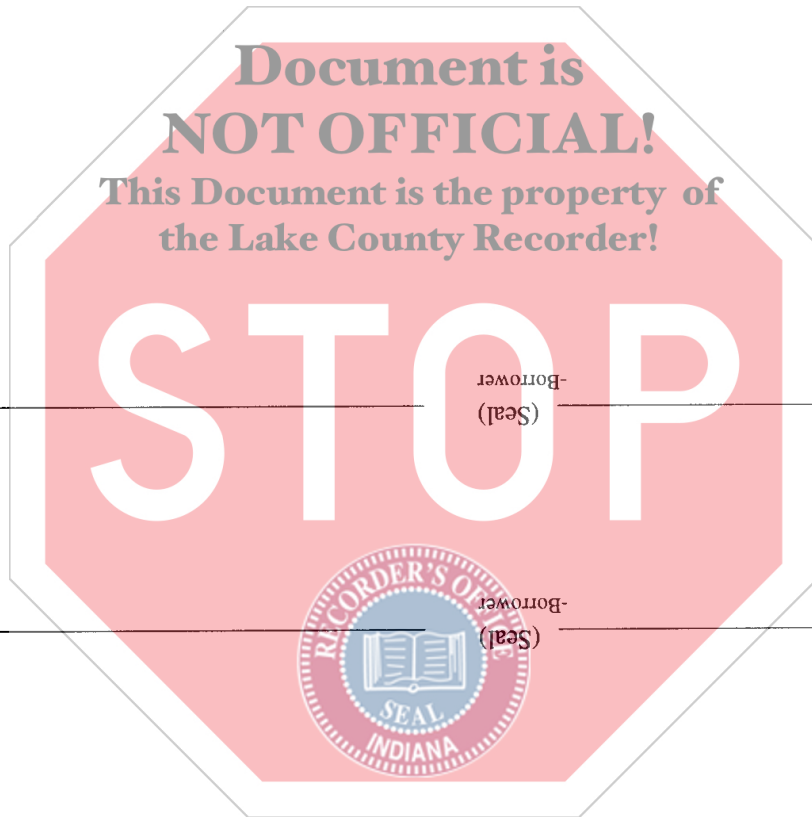 Document is
NOT OFFICIAL!
This Document is the property of
the Lake County Recorder!
STOP
-Borrower
(Seal)
-Borrower
(Seal)
RECORDER'S OFFICE
SEAL
INDIANA